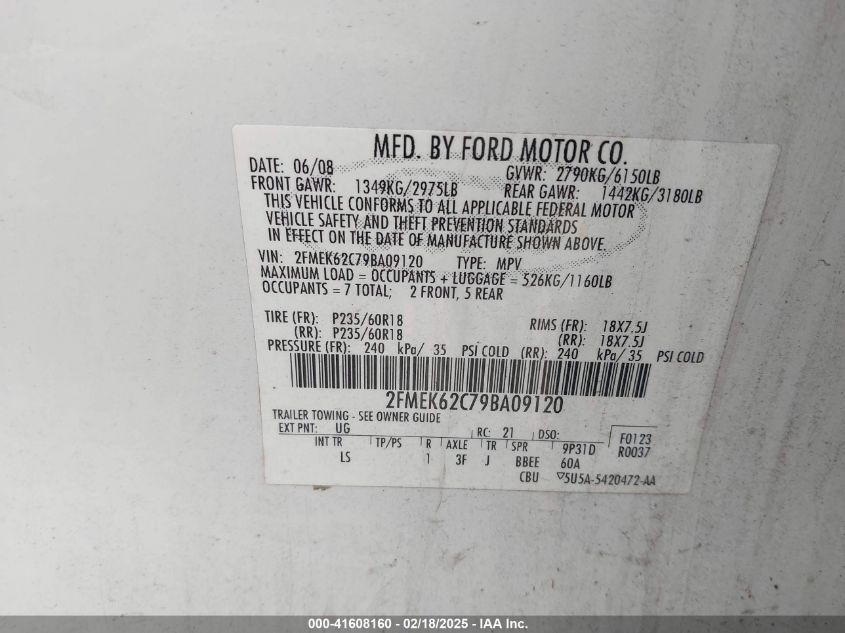 MFD. BY FORD MOTOR CO.
DATE: 06/08 GVWR: 2790KG/6150LB
FRONT GAWR: 1349KG/2975LB REAR GAWR: 1442KG/3180LB
THIS VEHICLE CONFORMS TO ALL APPLICABLE FEDERAL MOTOR
VEHICLE SAFETY AND THEFT PREVENTION STANDARDS
IN EFFECT ON THE DATE OF MANUFACTURE SHOWN ABOVE.
VIN: 2FMEK62C79BA09120 TYPE: MPV
MAXIMUM LOAD = OCCUPANTS + LUGGAGE = 526KG/1160LB
OCCUPANTS = 7 TOTAL; 2 FRONT, 5 REAR
TIRE (FR): P235/60R18 RIMS (FR): 18X7.5J
(RR): P235/60R18 (RR): 18X7.5J
PRESSURE (FR): 240 kPa/ 35 PSI COLD (RR): 240 kPa/ 35 PSI COLD
2FMEK62C79BA09120
TRAILER TOWING - SEE OWNER GUIDE
EXT PNT: UG RC: 21 DSO: F0123
INT TR TP/PS R AXLE TR SPR 9P31D R0037
LS 1 3F J BBEE 60A
CBU 5U5A-5420472-AA
000-41608160 - 02/18/2025 - IAA Inc.